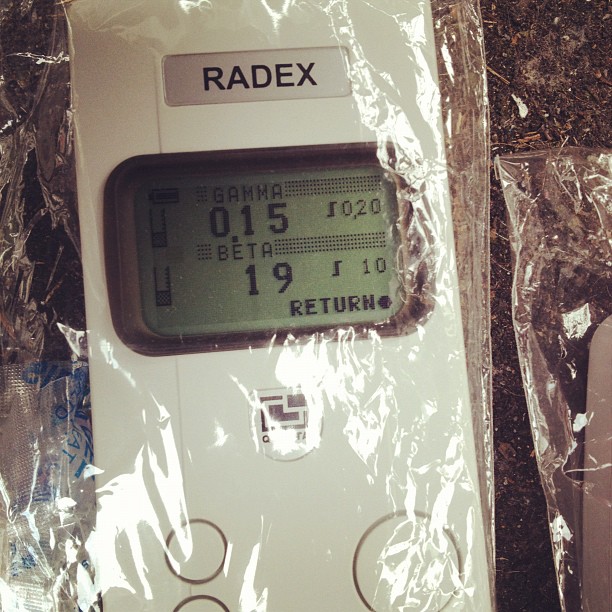 RADEX
GAMMA
0.15 0,20
BETA
19 10
RETURN